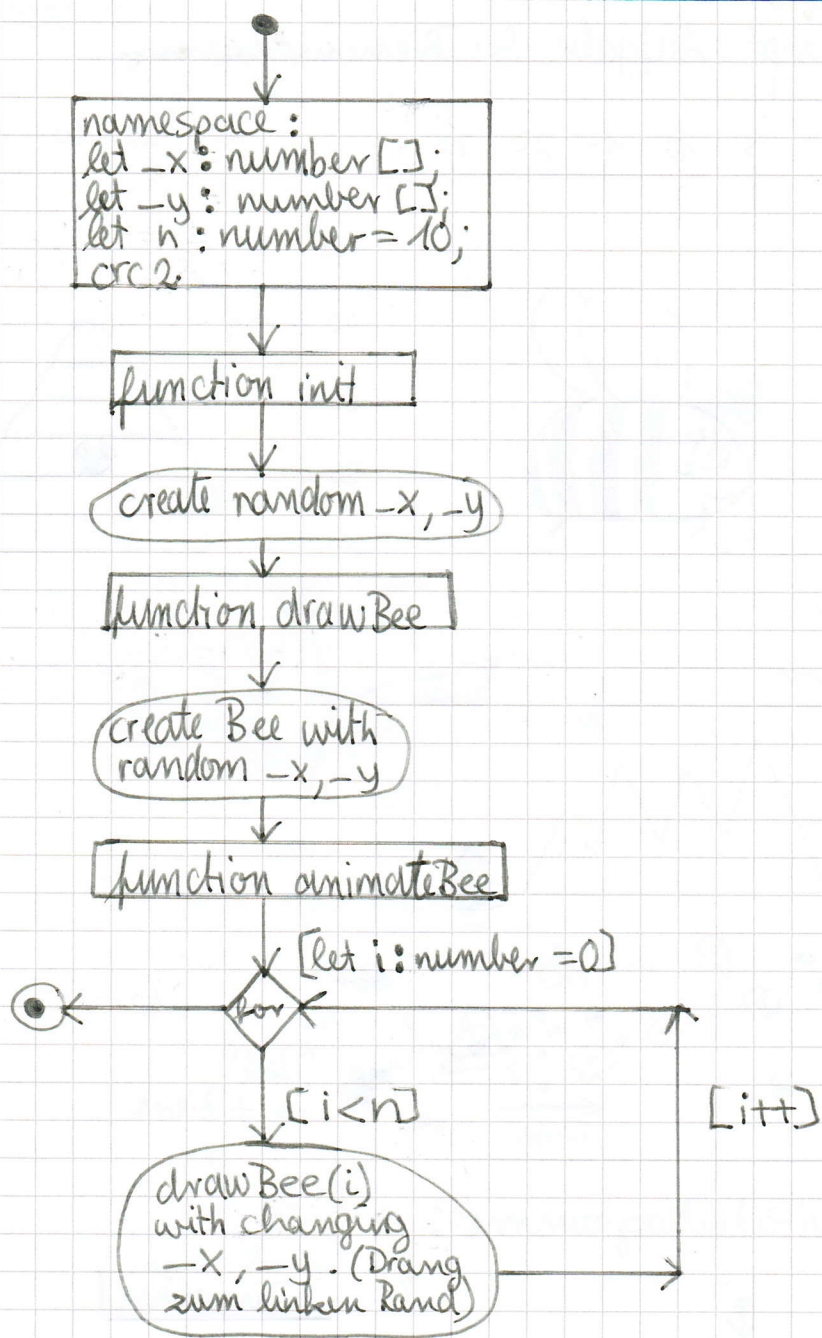 namespace:
let _x: number[];
let _y: number[];
let n: number = 10;
crc2
function init
create random _x, _y
function drawBee
create Bee with
random _x, _y
function animateBee
[let i: number = 0]
for
[i<n]
[i++]
drawBee(i)
with changing
_x, _y. (Drang
zum linken Rand)